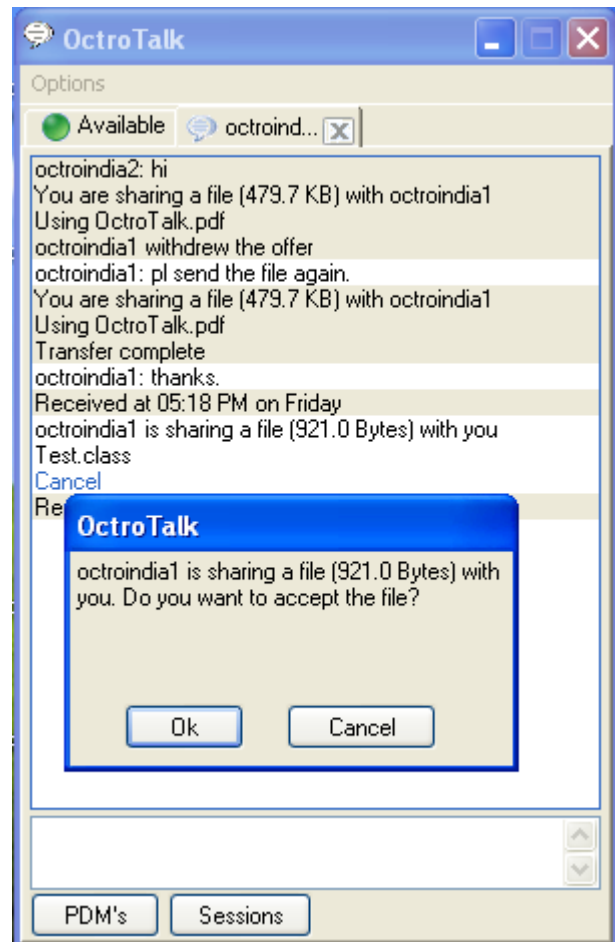 OctroTalk
Options
Available
octroind...
octroindia2: hi
You are sharing a file (479.7 KB) with octroindia1
Using OctroTalk.pdf
octroindia1 withdrew the offer
octroindia1: pl send the file again.
You are sharing a file (479.7 KB) with octroindia1
Using OctroTalk.pdf
Transfer complete
octroindia1: thanks.
Received at 05:18 PM on Friday
octroindia1 is sharing a file (921.0 Bytes) with you
Test.class
Cancel
Re
OctroTalk
octroindia1 is sharing a file (921.0 Bytes) with
you. Do you want to accept the file?
Ok
Cancel
PDM's
Sessions